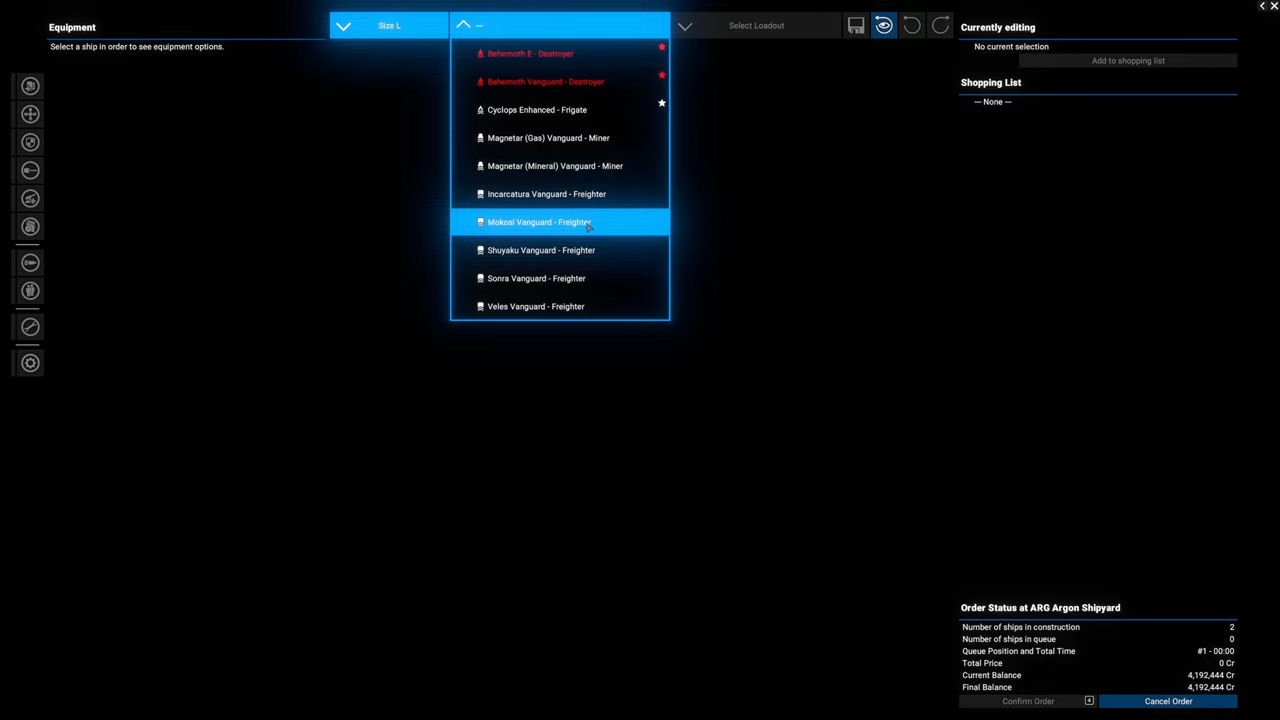 Equipment
Select a ship in order to see equipment options.
Size L
—
Behemoth E - Destroyer
Behemoth Vanguard - Destroyer
Cyclops Enhanced - Frigate
Magnetar (Gas) Vanguard - Miner
Magnetar (Mineral) Vanguard - Miner
Incarcatura Vanguard - Freighter
Mokosi Vanguard - Freighter
Shuyaku Vanguard - Freighter
Sonra Vanguard - Freighter
Veles Vanguard - Freighter
Select Loadout
Currently editing
No current selection
Add to shopping list
Shopping List
— None —
Order Status at ARG Argon Shipyard
Number of ships in construction 2
Number of ships in queue 0
Queue Position and Total Time #1 - 00:00
Total Price 0 Cr
Current Balance 4,192,444 Cr
Final Balance 4,192,444 Cr
Confirm Order
Cancel Order